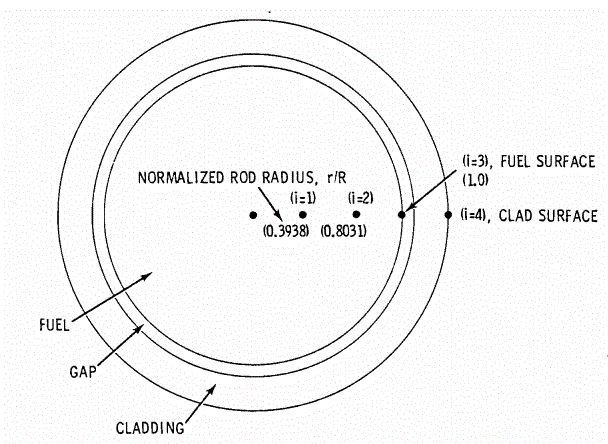 NORMALIZED ROD RADIUS, r/R
(i=1)
(i=2)
(0.3938)
(0.8031)
(i=3), FUEL SURFACE
(1.0)
(i=4), CLAD SURFACE
FUEL
GAP
CLADDING